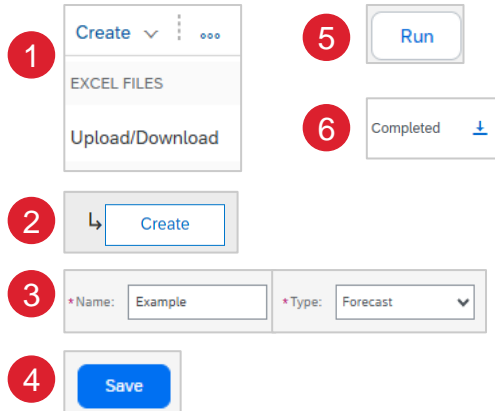 1
Create
EXCEL FILES
Upload/Download
2
Create
3
*Name: Example *Type: Forecast
4
Save
5
Run
6
Completed